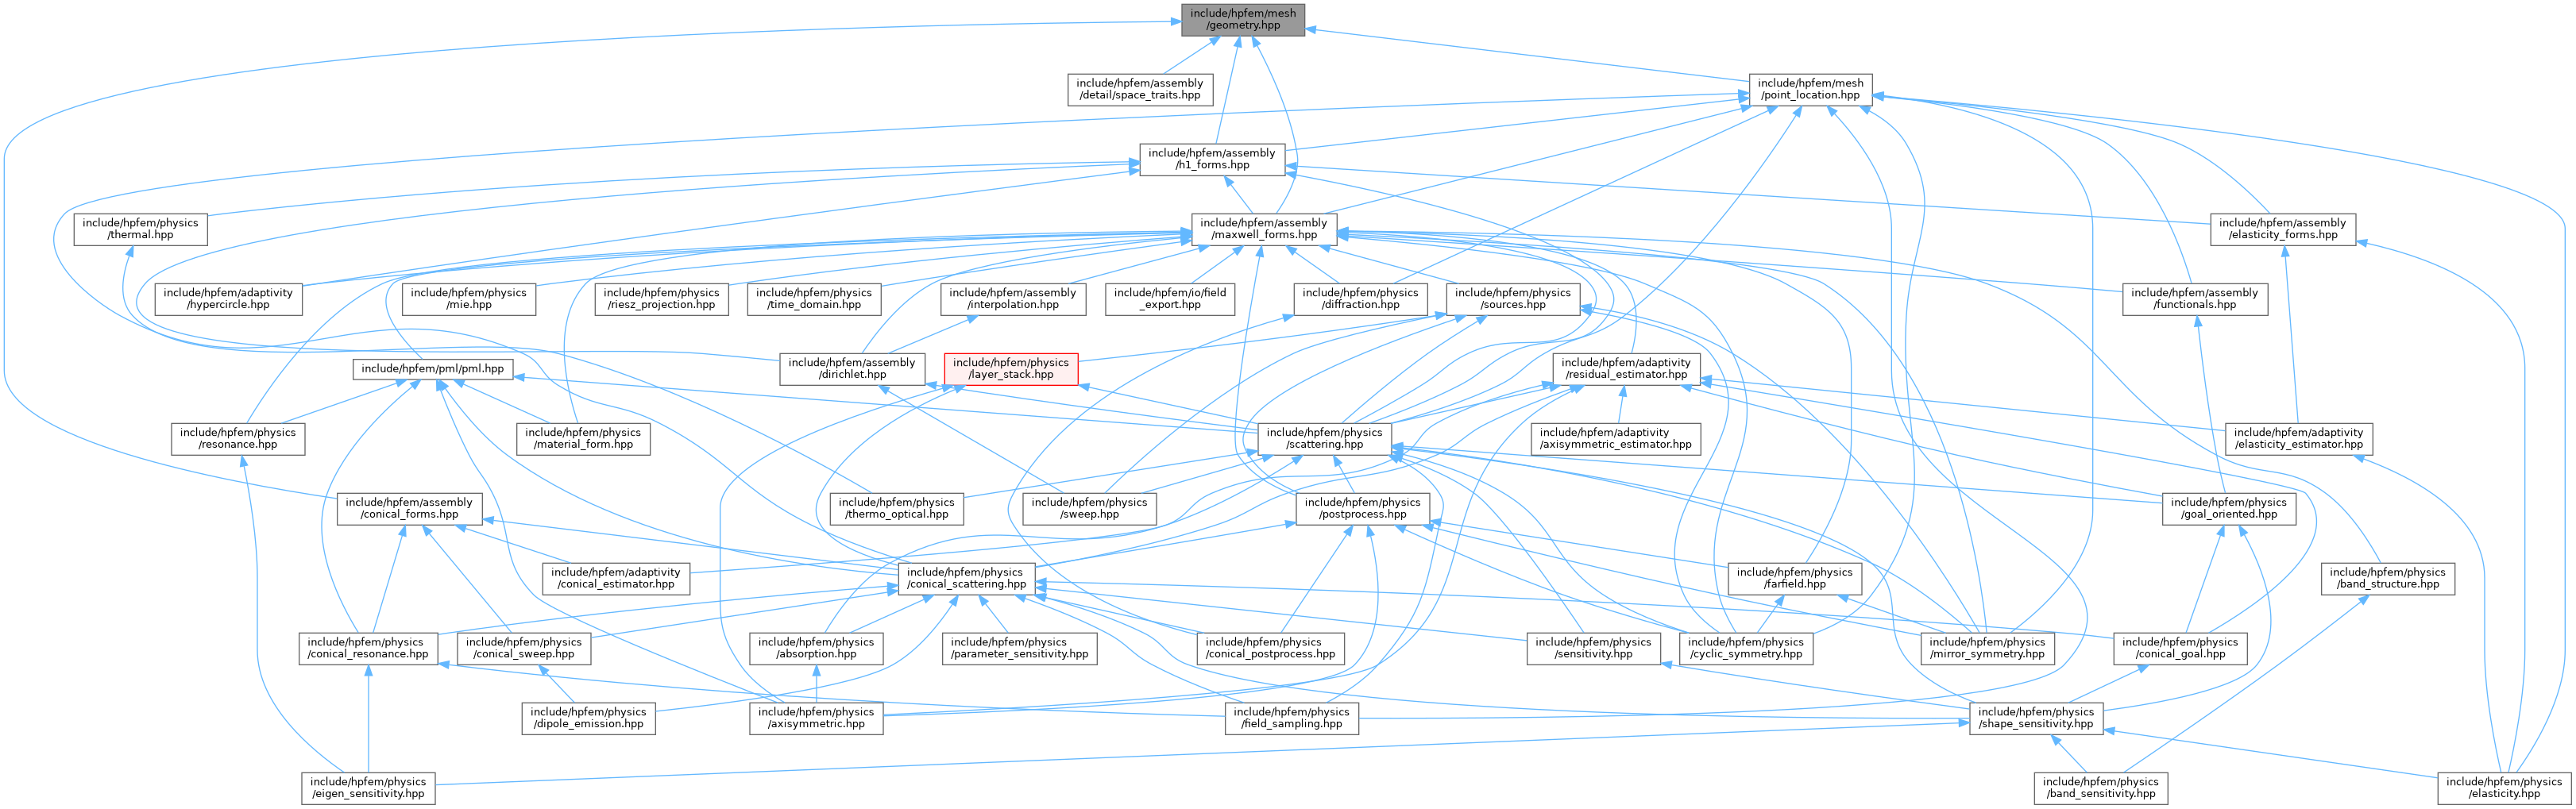 include/hpfem/mesh
/geometry.hpp
include/hpfem/assembly
/detail/space_traits.hpp
include/hpfem/mesh
/point_location.hpp
include/hpfem/assembly
/h1_forms.hpp
include/hpfem/physics
/thermal.hpp
include/hpfem/assembly
/maxwell_forms.hpp
include/hpfem/assembly
/elasticity_forms.hpp
include/hpfem/adaptivity
/hypercircle.hpp
include/hpfem/physics
/mie.hpp
include/hpfem/physics
/riesz_projection.hpp
include/hpfem/physics
/time_domain.hpp
include/hpfem/assembly
/interpolation.hpp
include/hpfem/io/field
_export.hpp
include/hpfem/physics
/diffraction.hpp
include/hpfem/physics
/sources.hpp
include/hpfem/assembly
/functionals.hpp
include/hpfem/pml/pml.hpp
include/hpfem/assembly
/dirichlet.hpp
include/hpfem/physics
/layer_stack.hpp
include/hpfem/adaptivity
/residual_estimator.hpp
include/hpfem/physics
/resonance.hpp
include/hpfem/physics
/material_form.hpp
include/hpfem/physics
/scattering.hpp
include/hpfem/adaptivity
/axisymmetric_estimator.hpp
include/hpfem/adaptivity
/elasticity_estimator.hpp
include/hpfem/assembly
/conical_forms.hpp
include/hpfem/physics
/thermo_optical.hpp
include/hpfem/physics
/sweep.hpp
include/hpfem/physics
/postprocess.hpp
include/hpfem/physics
/goal_oriented.hpp
include/hpfem/adaptivity
/conical_estimator.hpp
include/hpfem/physics
/conical_scattering.hpp
include/hpfem/physics
/farfield.hpp
include/hpfem/physics
/band_structure.hpp
include/hpfem/physics
/conical_resonance.hpp
include/hpfem/physics
/conical_sweep.hpp
include/hpfem/physics
/absorption.hpp
include/hpfem/physics
/parameter_sensitivity.hpp
include/hpfem/physics
/conical_postprocess.hpp
include/hpfem/physics
/sensitivity.hpp
include/hpfem/physics
/cyclic_symmetry.hpp
include/hpfem/physics
/mirror_symmetry.hpp
include/hpfem/physics
/conical_goal.hpp
include/hpfem/physics
/dipole_emission.hpp
include/hpfem/physics
/axisymmetric.hpp
include/hpfem/physics
/field_sampling.hpp
include/hpfem/physics
/shape_sensitivity.hpp
include/hpfem/physics
/eigen_sensitivity.hpp
include/hpfem/physics
/band_sensitivity.hpp
include/hpfem/physics
/elasticity.hpp